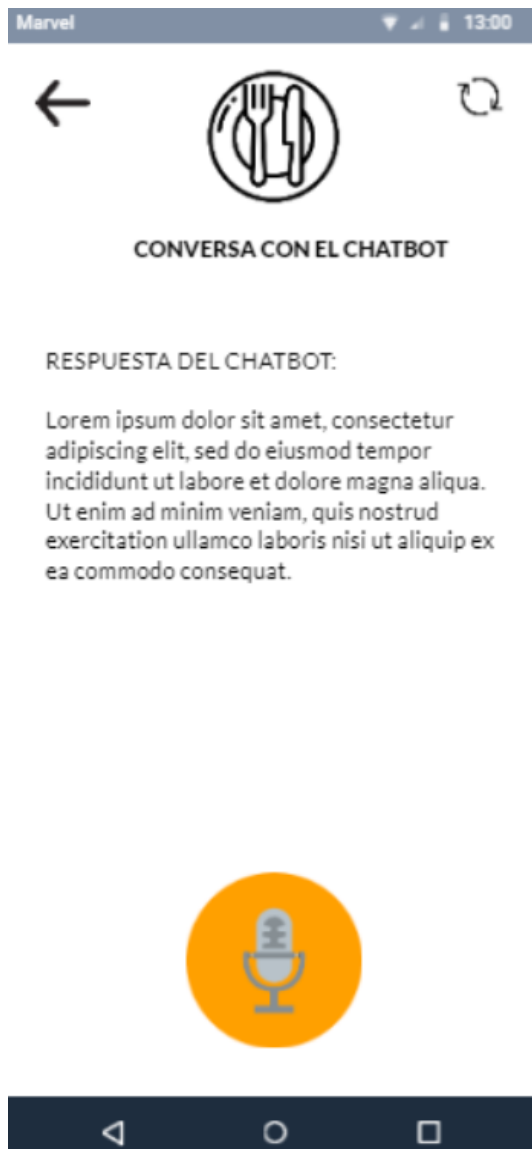 Marvel
13:00
CONVERSA CON EL CHATBOT
RESPUESTA DEL CHATBOT:
Lorem ipsum dolor sit amet, consectetur
adipiscing elit, sed do eiusmod tempor
incididunt ut labore et dolore magna aliqua.
Ut enim ad minim veniam, quis nostrud
exercitation ullamco laboris nisi ut aliquip ex
ea commodo consequat.